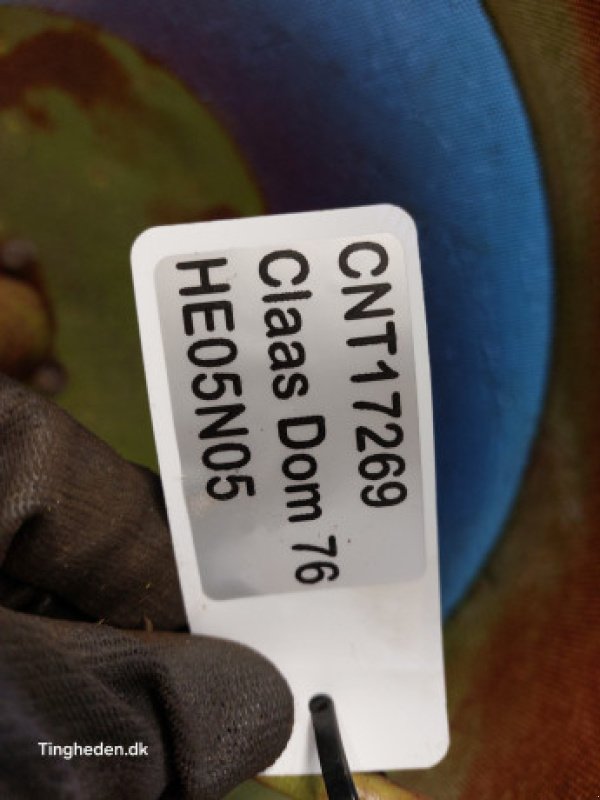 CNT17269
Claas Dom 76
HE05N05
Tingheden.dk